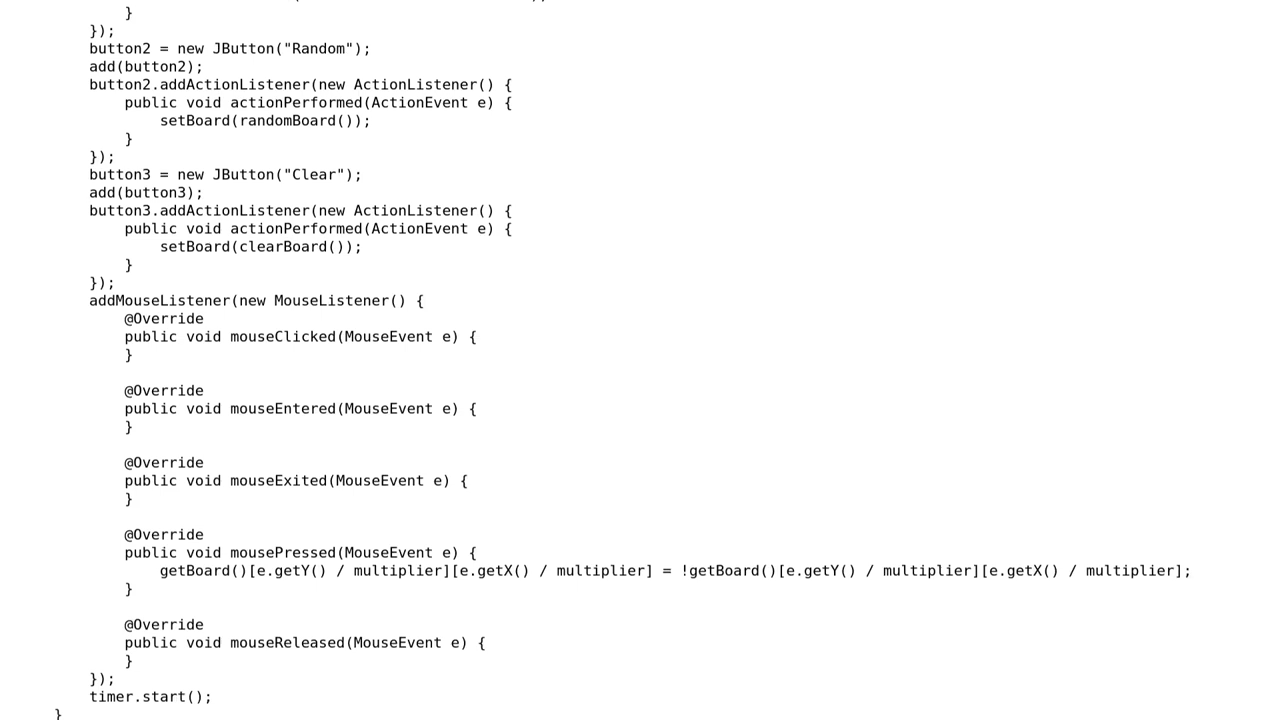 }
    });
    button2 = new JButton("Random");
    add(button2);
    button2.addActionListener(new ActionListener() {
        public void actionPerformed(ActionEvent e) {
            setBoard(randomBoard());
        }
    });
    button3 = new JButton("Clear");
    add(button3);
    button3.addActionListener(new ActionListener() {
        public void actionPerformed(ActionEvent e) {
            setBoard(clearBoard());
        }
    });
    addMouseListener(new MouseListener() {
        @Override
        public void mouseClicked(MouseEvent e) {
        }

        @Override
        public void mouseEntered(MouseEvent e) {
        }

        @Override
        public void mouseExited(MouseEvent e) {
        }

        @Override
        public void mousePressed(MouseEvent e) {
            getBoard()[e.getY() / multiplier][e.getX() / multiplier] = !getBoard()[e.getY() / multiplier][e.getX() / multiplier];
        }

        @Override
        public void mouseReleased(MouseEvent e) {
        }
    });
    timer.start();
}